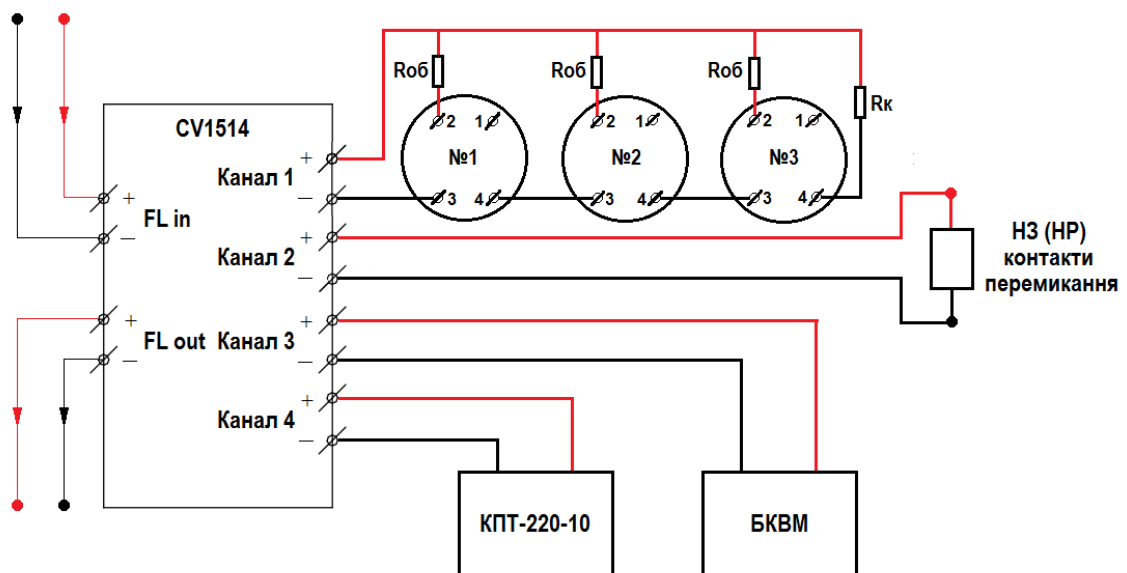 Rоб
Rоб
Rоб
Rк
CV1514
2 1
№1
3 4
2 1
№2
3 4
2 1
№3
3 4
+
Канал 1
–
+
FL in
–
+
Канал 2
–
НЗ (НР)
контакти
перемикання
+
FL out
–
+
Канал 3
–
+
Канал 4
–
КПТ-220-10
БКВМ